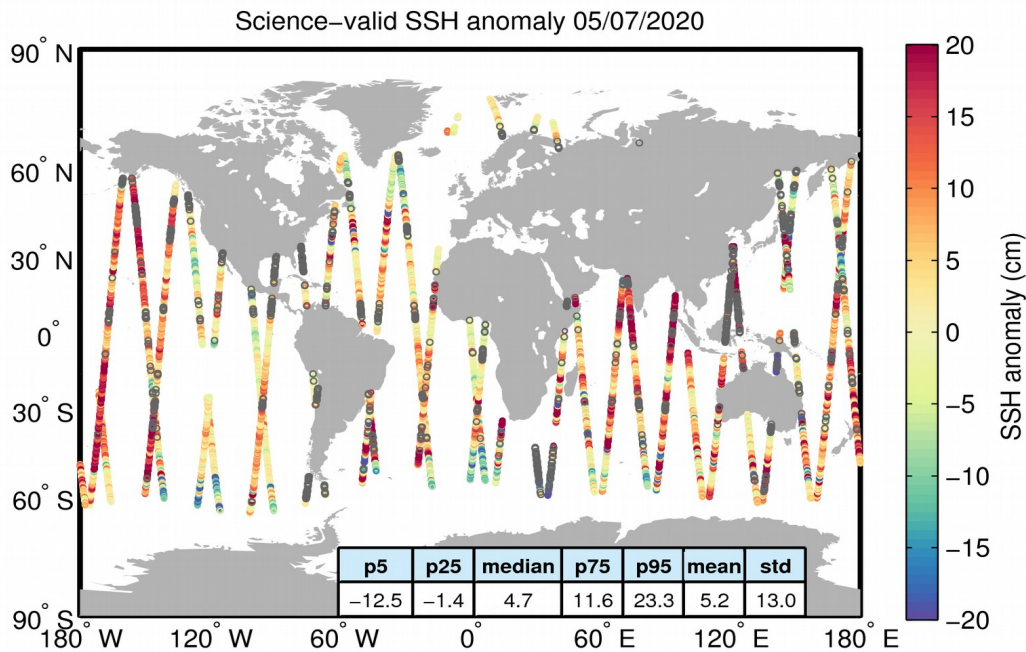 Science−valid SSH anomaly 05/07/2020
90° N
60° N
30° N
0°
30° S
60° S
90° S
180° W
120° W
60° W
0°
60° E
120° E
180° E
p5 p25 median p75 p95 mean std
−12.5 −1.4 4.7 11.6 23.3 5.2 13.0
20
15
10
5
0
−5
−10
−15
−20
SSH anomaly (cm)